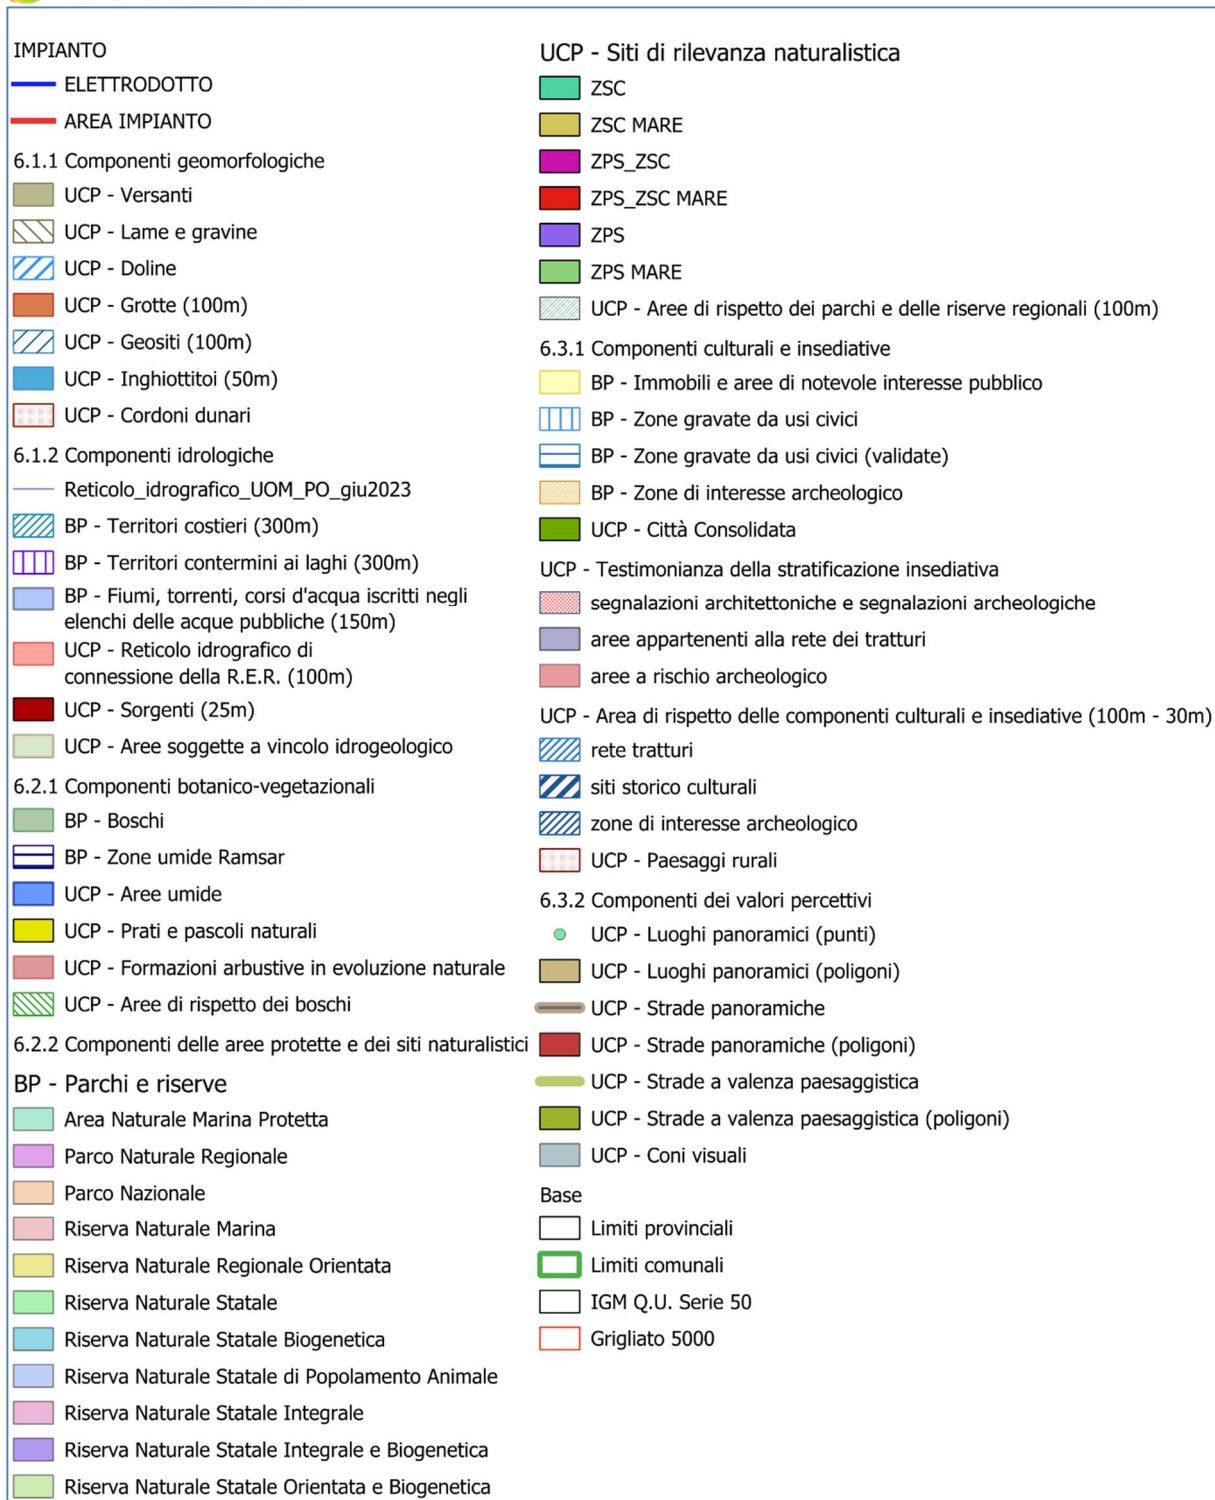 IMPIANTO
ELETTRODOTTO
AREA IMPIANTO
6.1.1 Componenti geomorfologiche
UCP - Versanti
UCP - Lame e gravine
UCP - Doline
UCP - Grotte (100m)
UCP - Geositi (100m)
UCP - Inghiottitoi (50m)
UCP - Cordoni dunari
6.1.2 Componenti idrologiche
Reticolo_idrografico_UOM_PO_giu2023
BP - Territori costieri (300m)
BP - Territori contermini ai laghi (300m)
BP - Fiumi, torrenti, corsi d'acqua iscritti negli
elenchi delle acque pubbliche (150m)
UCP - Reticolo idrografico di
connessione della R.E.R. (100m)
UCP - Sorgenti (25m)
UCP - Aree soggette a vincolo idrogeologico
6.2.1 Componenti botanico-vegetazionali
BP - Boschi
BP - Zone umide Ramsar
UCP - Aree umide
UCP - Prati e pascoli naturali
UCP - Formazioni arbustive in evoluzione naturale
UCP - Aree di rispetto dei boschi
6.2.2 Componenti delle aree protette e dei siti naturalistici
BP - Parchi e riserve
Area Naturale Marina Protetta
Parco Naturale Regionale
Parco Nazionale
Riserva Naturale Marina
Riserva Naturale Regionale Orientata
Riserva Naturale Statale
Riserva Naturale Statale Biogenetica
Riserva Naturale Statale di Popolamento Animale
Riserva Naturale Statale Integrale
Riserva Naturale Statale Integrale e Biogenetica
Riserva Naturale Statale Orientata e Biogenetica
UCP - Siti di rilevanza naturalistica
ZSC
ZSC MARE
ZPS_ZSC
ZPS_ZSC MARE
ZPS
ZPS MARE
UCP - Aree di rispetto dei parchi e delle riserve regionali (100m)
6.3.1 Componenti culturali e insediative
BP - Immobili e aree di notevole interesse pubblico
BP - Zone gravate da usi civici
BP - Zone gravate da usi civici (validate)
BP - Zone di interesse archeologico
UCP - Città Consolidata
UCP - Testimonianza della stratificazione insediativa
segnalazioni architettoniche e segnalazioni archeologiche
aree appartenenti alla rete dei tratturi
aree a rischio archeologico
UCP - Area di rispetto delle componenti culturali e insediative (100m - 30m)
rete tratturi
siti storico culturali
zone di interesse archeologico
UCP - Paesaggi rurali
6.3.2 Componenti dei valori percettivi
UCP - Luoghi panoramici (punti)
UCP - Luoghi panoramici (poligoni)
UCP - Strade panoramiche
UCP - Strade panoramiche (poligoni)
UCP - Strade a valenza paesaggistica
UCP - Strade a valenza paesaggistica (poligoni)
UCP - Coni visuali
Base
Limiti provinciali
Limiti comunali
IGM Q.U. Serie 50
Grigliato 5000